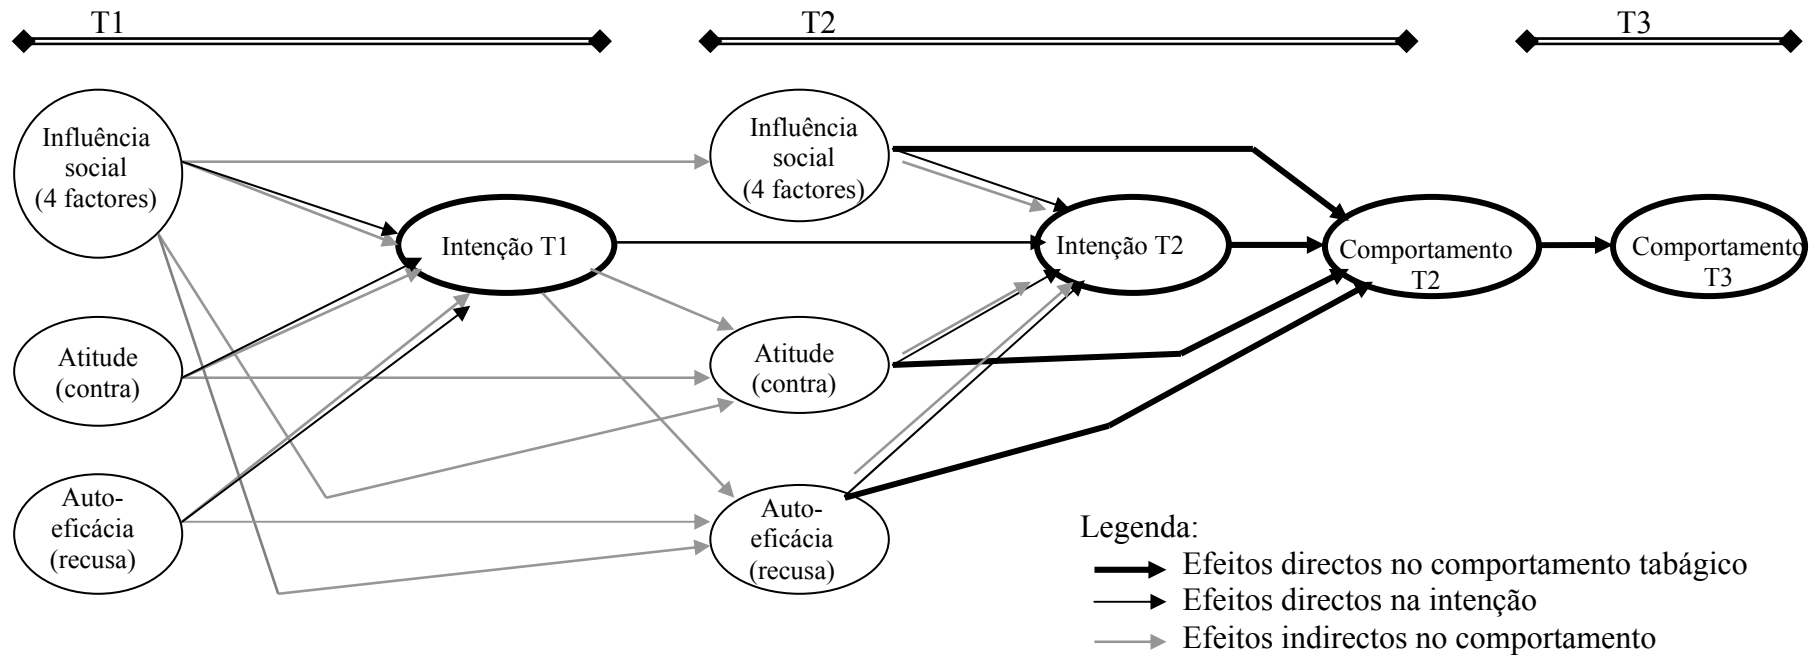 T1
T2
T3
Influência
social
(4 factores)
Influência
social
(4 factores)
Intenção T1
Intenção T2
Comportamento
T2
Comportamento
T3
Atitude
(contra)
Atitude
(contra)
Auto-
eficácia
(recusa)
Auto-
eficácia
(recusa)
Legenda:
Efeitos directos no comportamento tabágico
Efeitos directos na intenção
Efeitos indirectos no comportamento